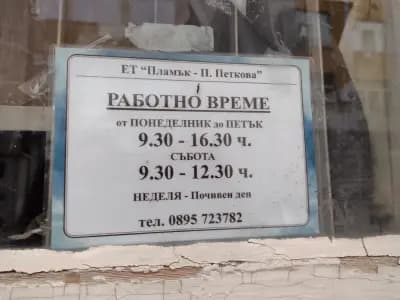 ЕТ “Пламък - П. Петкова”
РАБОТНО ВРЕМЕ
от ПОНЕДЕЛНИК до ПЕТЪК
9.30 - 16.30 ч.
СЪБОТА
9.30 - 12.30 ч.
НЕДЕЛЯ - Почивен ден
тел. 0895 723782